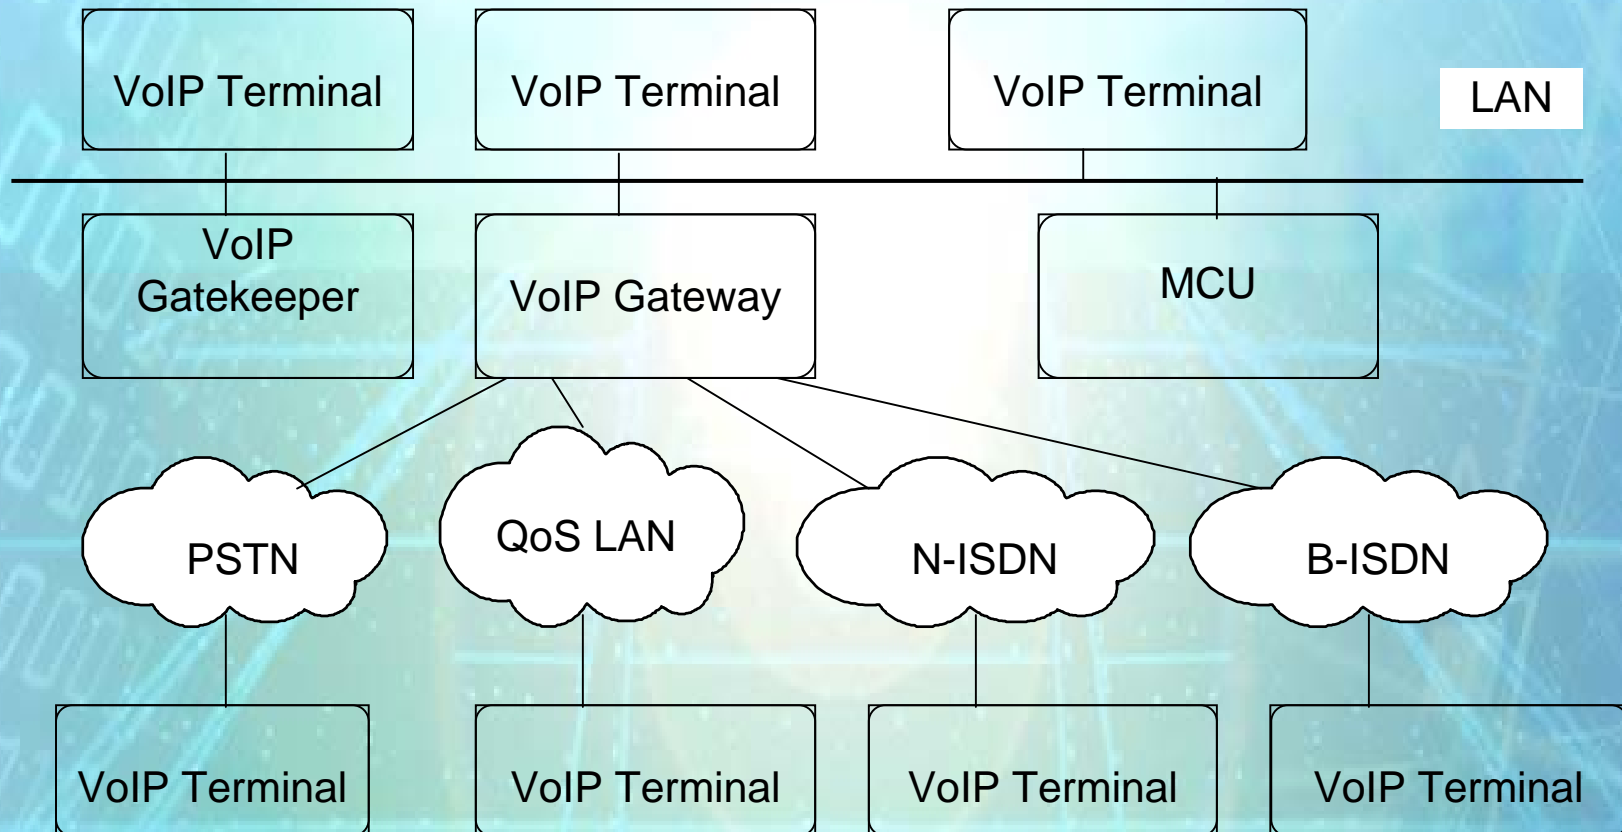 VoIP Terminal
VoIP Terminal
VoIP Terminal
LAN
VoIP
Gatekeeper
VoIP Gateway
MCU
PSTN
QoS LAN
N-ISDN
B-ISDN
VoIP Terminal
VoIP Terminal
VoIP Terminal
VoIP Terminal